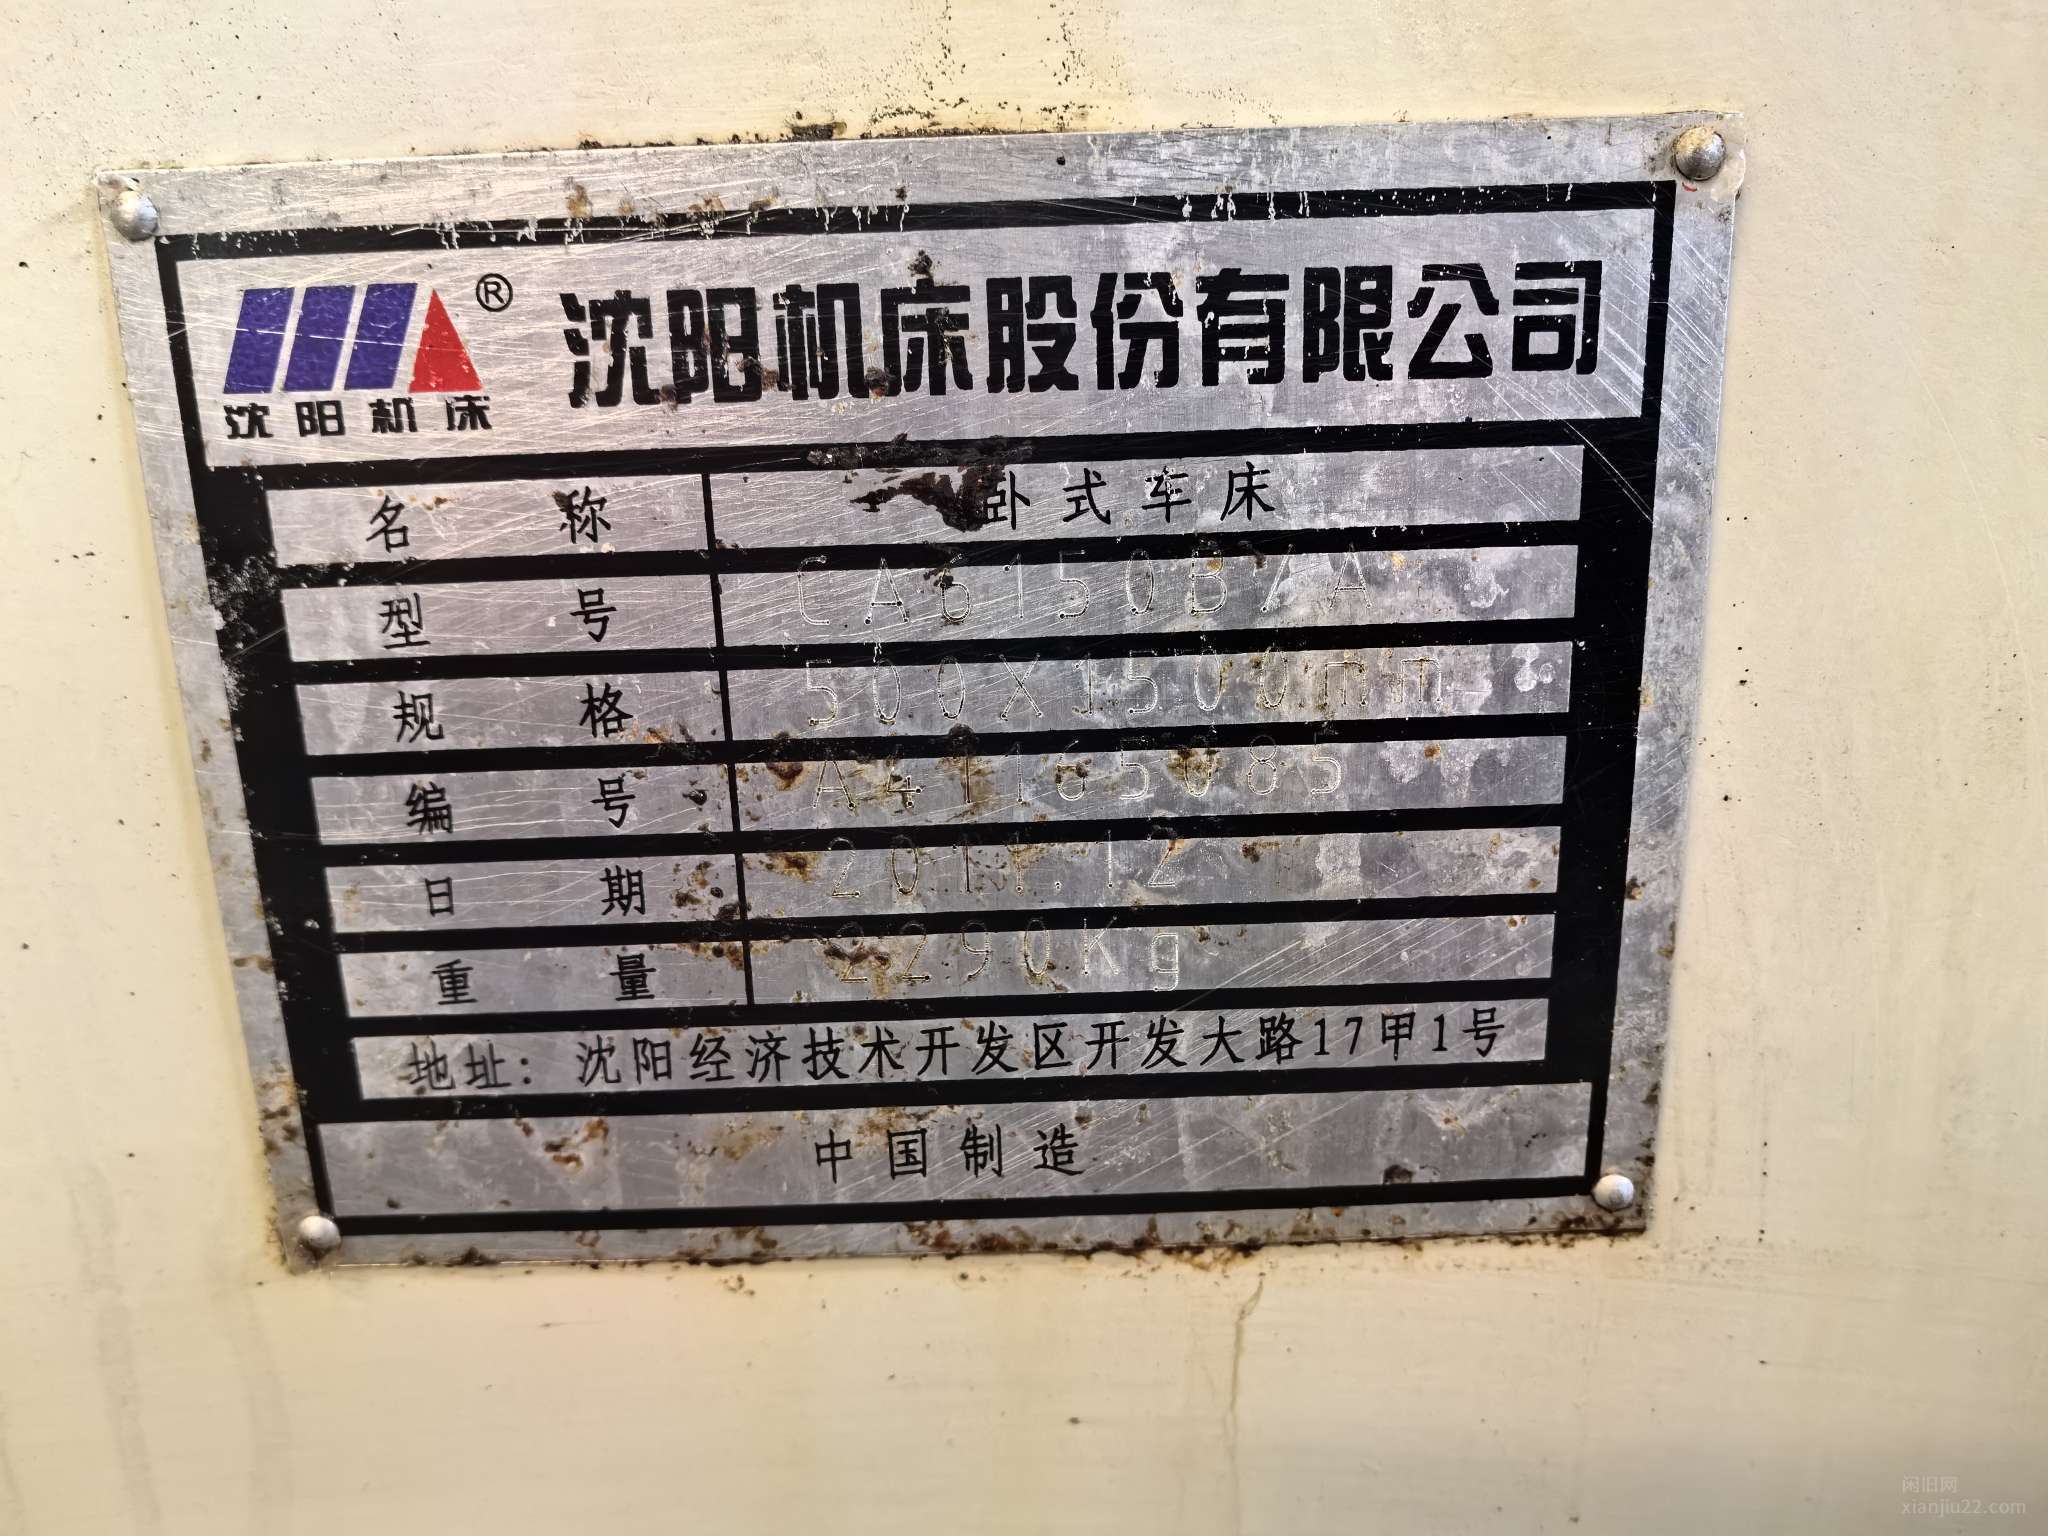 沈阳机床®
沈阳机床股份有限公司
名称 卧式车床
型号 CA6150B/A
规格 500X1500mm
编号 A41165085
日期 2011.12
重量 2290Kg
地址：沈阳经济技术开发区开发大路17甲1号
中国制造
闲旧网
xianjiu22.com